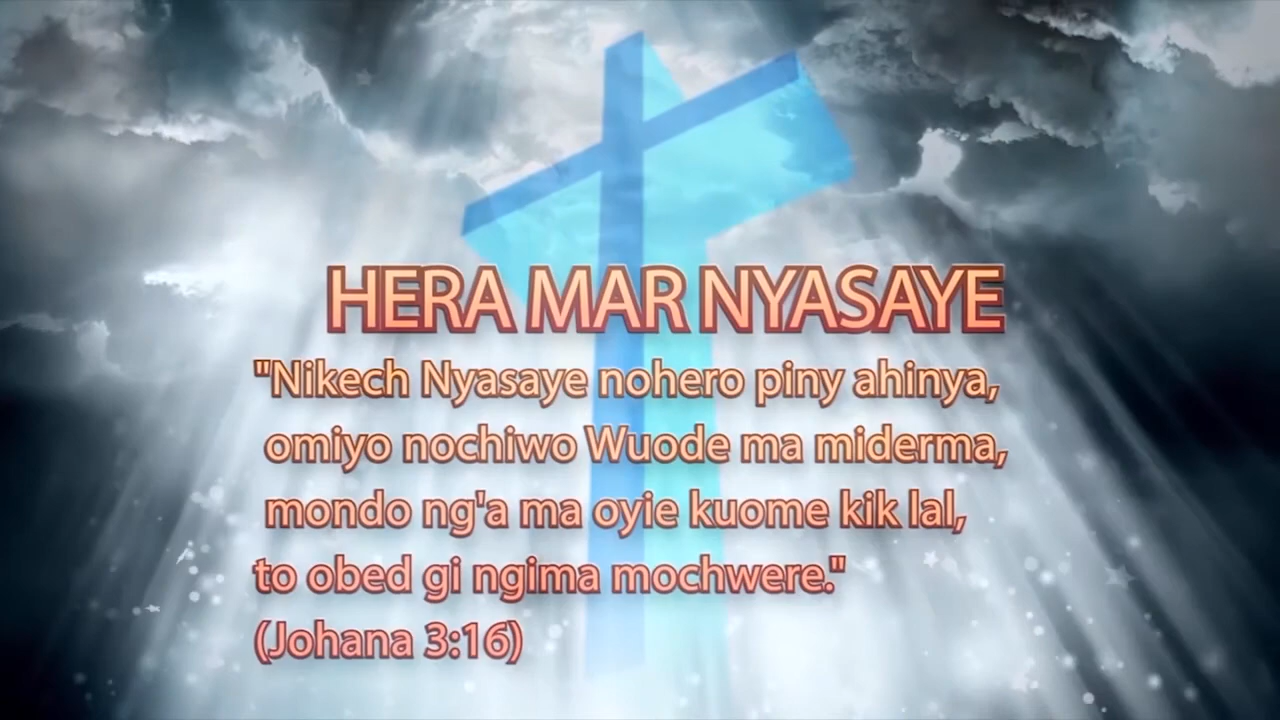 HERA MAR NYASAYE
"Nikech Nyasaye nohero piny ahinya,
omiyo nochiwo Wuode ma miderma,
mondo ng'a ma oyie kuome kik lal,
to obed gi ngima mochwere."
(Johana 3:16)